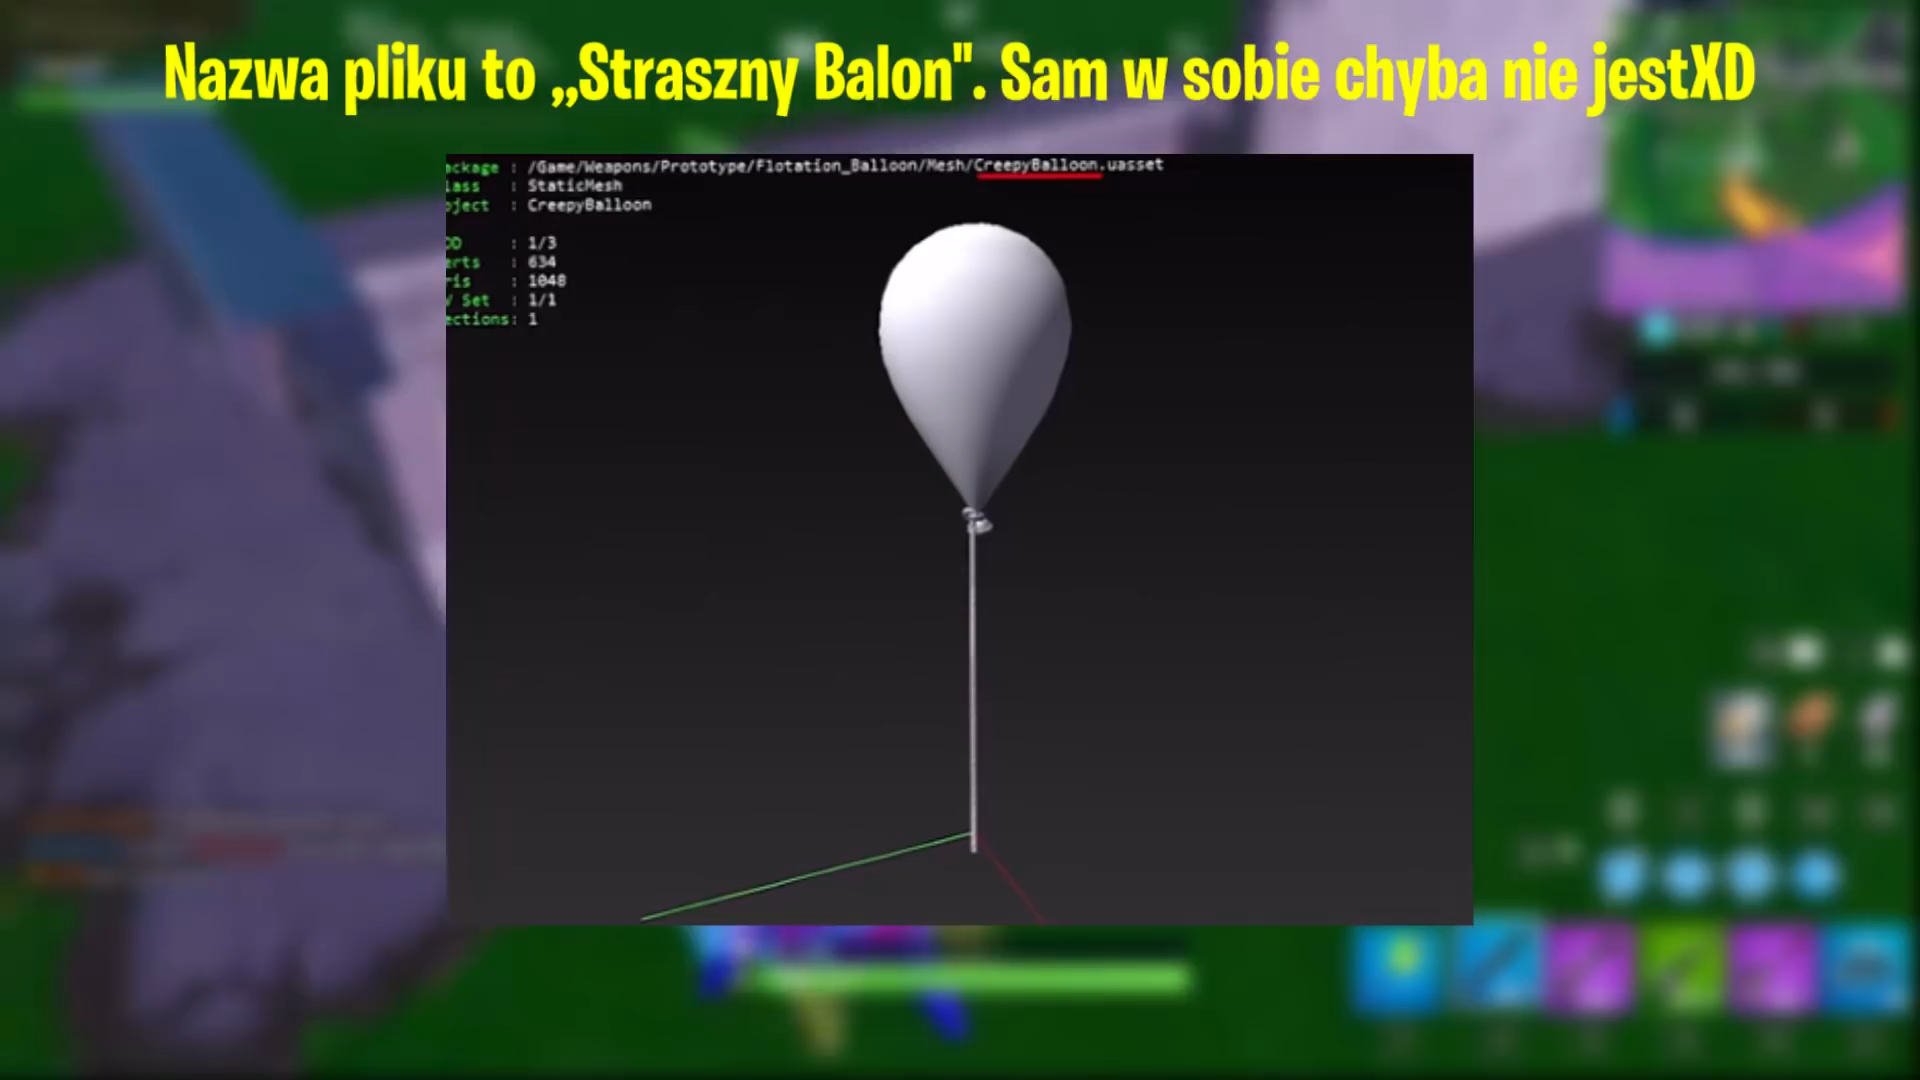 Nazwa pliku to „Straszny Balon". Sam w sobie chyba nie jestXD
ackage : /Game/Weapons/Prototype/Flotation_Balloon/Mesh/CreepyBalloon.uasset
lass : StaticMesh
bject : CreepyBalloon
OD : 1/3
erts : 634
ris : 1048
V Set : 1/1
ections: 1